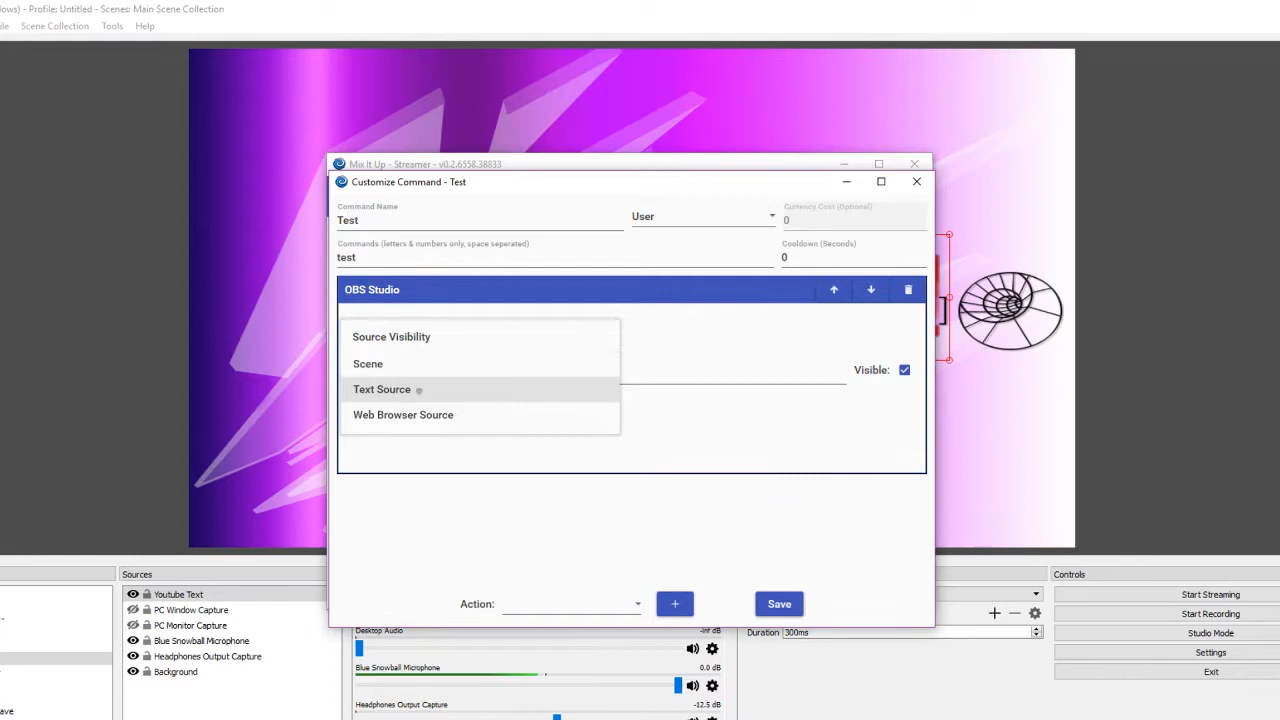 ows) - Profile: Untitled - Scenes: Main Scene Collection
ile Scene Collection Tools Help
Mix It Up - Streamer - v0.2.6558.38833
Customize Command - Test
Command Name
Test
User
Currency Cost (Optional)
0
Commands (letters & numbers only, space seperated)
test
Cooldown (Seconds)
0
OBS Studio
Source Visibility
Scene
Text Source
Web Browser Source
Visible:
]
Action:
+
Save
Sources
Youtube Text
PC Window Capture
PC Monitor Capture
Blue Snowball Microphone
Headphones Output Capture
Background
ave
Desktop Audio
-inf dB
Blue Snowball Microphone
0.0 dB
Headphones Output Capture
-12.5 dB
Duration 300ms
Controls
Start Streaming
Start Recording
Studio Mode
Settings
Exit